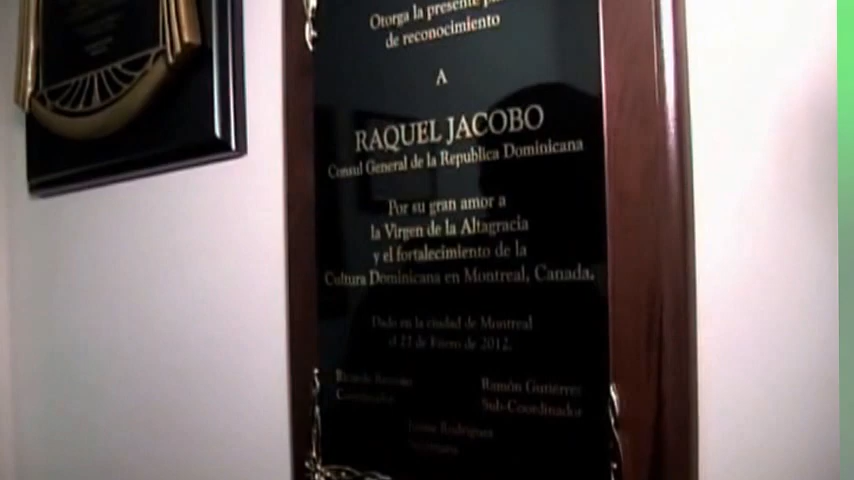 Otorga la presente
de reconocimiento
A
RAQUEL JACOBO
Consul General de la Republica Dominicana
Por su gran amor a
la Virgen de la Altagracia
y el fortalecimiento de la
Cultura Dominicana en Montreal, Canada.
Dado en la ciudad de Montreal
el 21 de Enero de 2012.
Ramón Gutierrez
Sub-Coordinador
Rodriguez